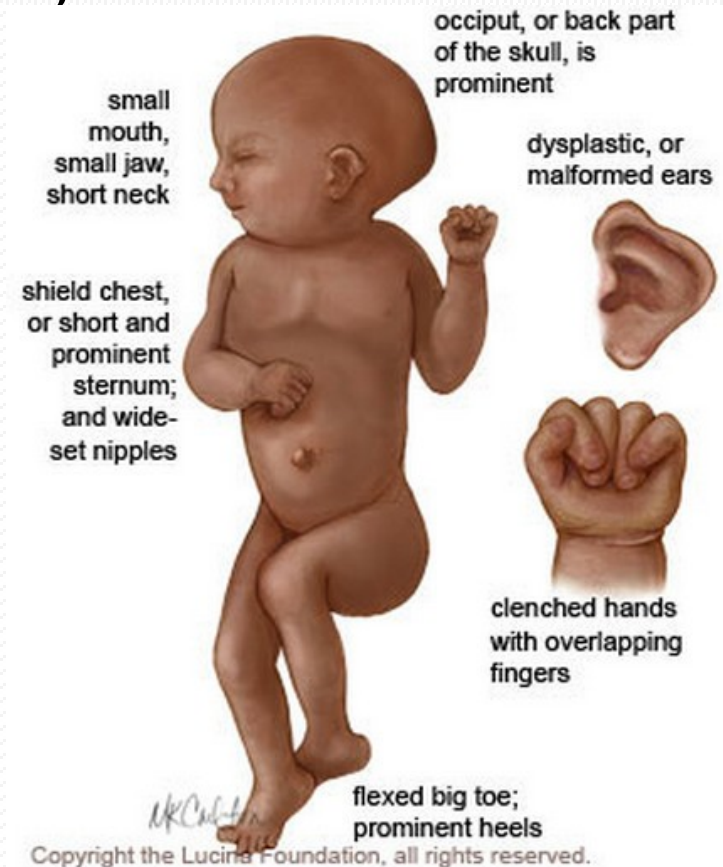 occiput, or back part
of the skull, is
prominent
small
mouth,
small jaw,
short neck
dysplastic, or
malformed ears
shield chest,
or short and
prominent
sternum;
and wide-
set nipples
clenched hands
with overlapping
fingers
flexed big toe;
prominent heels
Copyright the Lucina Foundation, all rights reserved.